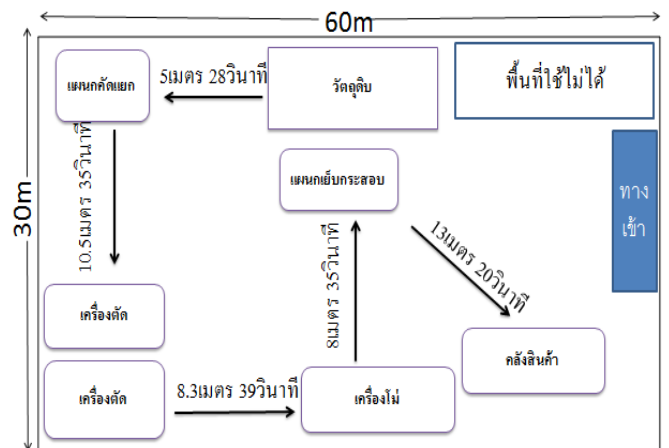 60m
30m
แผนกคัดแยก
5เมตร 28วินาที
วัตถุดิบ
พื้นที่ใช้ไม่ได้
ทาง
เข้า
แผนกเย็บกระสอบ
10.5เมตร 35วินาที
13เมตร 20วินาที
8เมตร 35วินาที
เครื่องตัด
เครื่องตัด
8.3เมตร 39วินาที
เครื่องโม่
คลังสินค้า